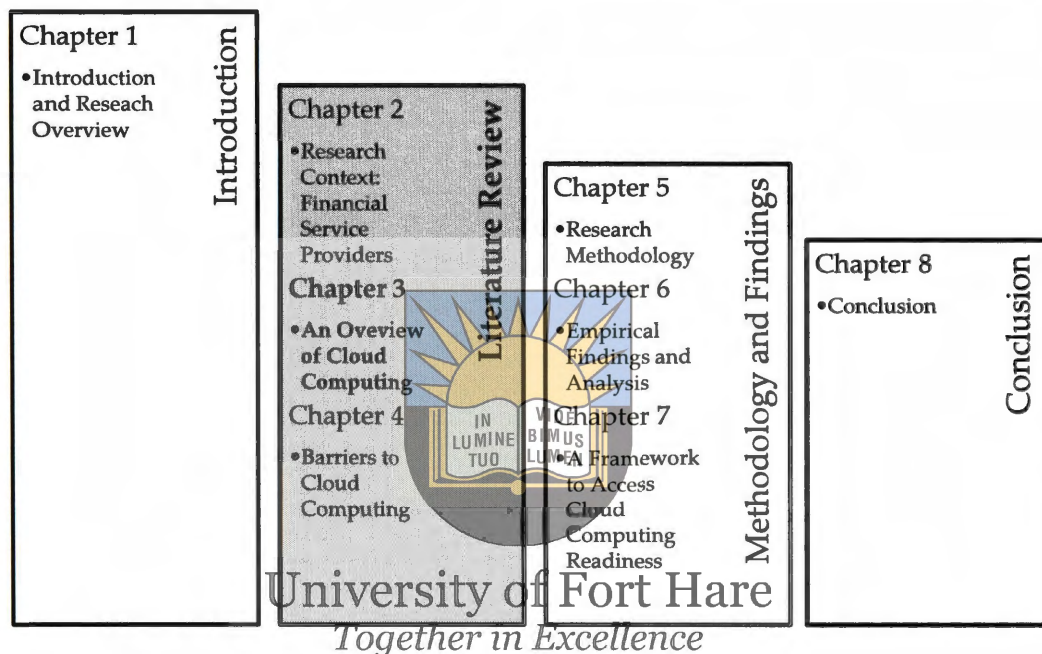 Chapter 1
•Introduction
and Reseach
Overview
Introduction
Chapter 2
•Research
Context:
Financial
Service
Providers
Chapter 3
•An Oveview
of Cloud
Computing
Chapter 4
•Barriers to
Cloud
Computing
Literature Review
Chapter 5
•Research
Methodology
Chapter 6
•Empirical
Findings and
Analysis
Chapter 7
•A Framework
to Access
Cloud
Computing
Readiness
Methodology and Findings
Chapter 8
•Conclusion
Conclusion
IN
LUMINE
TUO
VIDE
BIMUS
LUMEN
University of Fort Hare
Together in Excellence